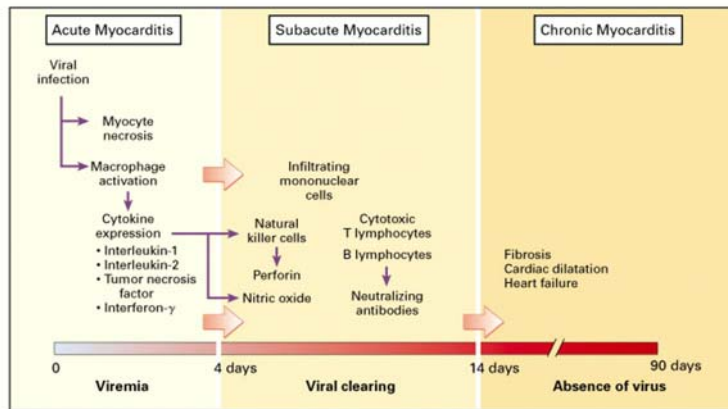 Acute Myocarditis
Subacute Myocarditis
Chronic Myocarditis
Viral
infection
Myocyte
necrosis
Macrophage
activation
Cytokine
expression
• Interleukin-1
• Interleukin-2
• Tumor necrosis
factor
• Interferon-γ
Infiltrating
mononuclear
cells
Natural
killer cells
Perforin
Nitric oxide
Cytotoxic
T lymphocytes
B lymphocytes
Neutralizing
antibodies
Fibrosis
Cardiac dilatation
Heart failure
0
4 days
14 days
90 days
Viremia
Viral clearing
Absence of virus